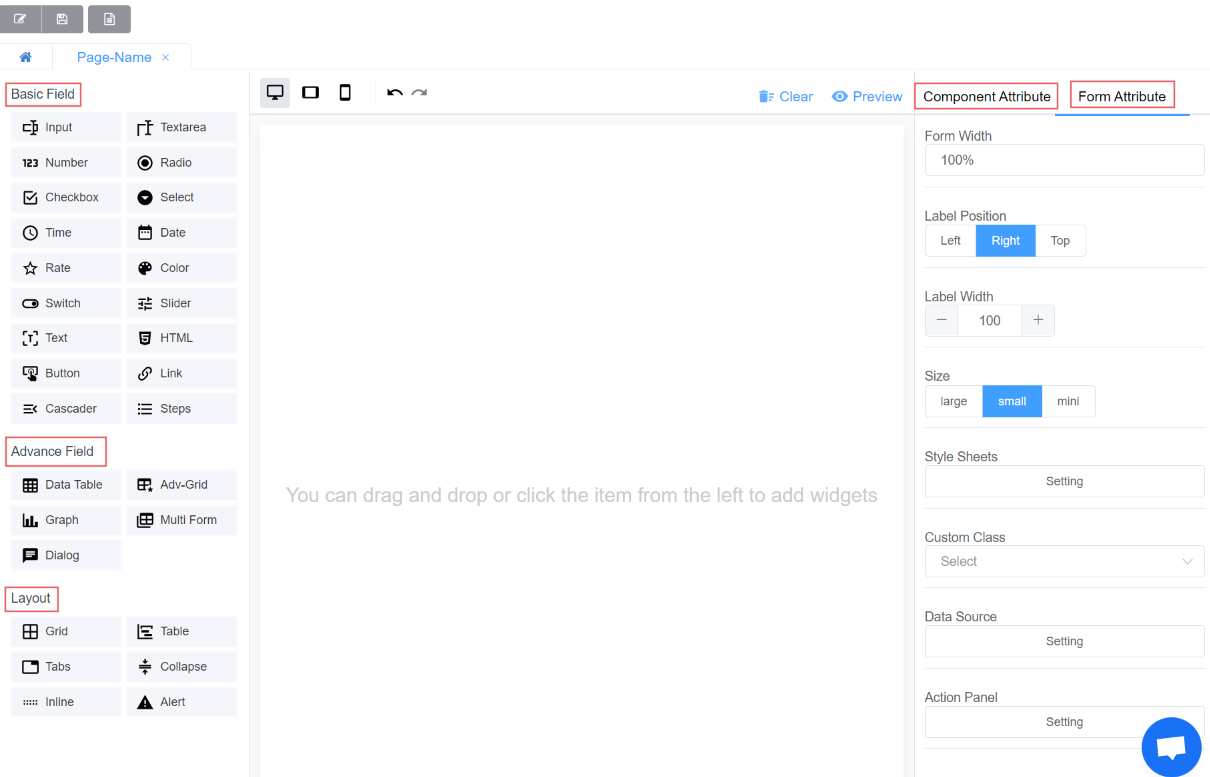 Page-Name ×
Basic Field
Input
Textarea
123 Number
Radio
Checkbox
Select
Time
Date
Rate
Color
Switch
Slider
Text
HTML
Button
Link
Cascader
Steps
Advance Field
Data Table
Adv-Grid
Graph
Multi Form
Dialog
Layout
Grid
Table
Tabs
Collapse
Inline
Alert
Clear
Preview
You can drag and drop or click the item from the left to add widgets
Component Attribute
Form Attribute
Form Width
100%
Label Position
Left Right Top
Label Width
− 100 +
Size
large small mini
Style Sheets
Setting
Custom Class
Select
Data Source
Setting
Action Panel
Setting